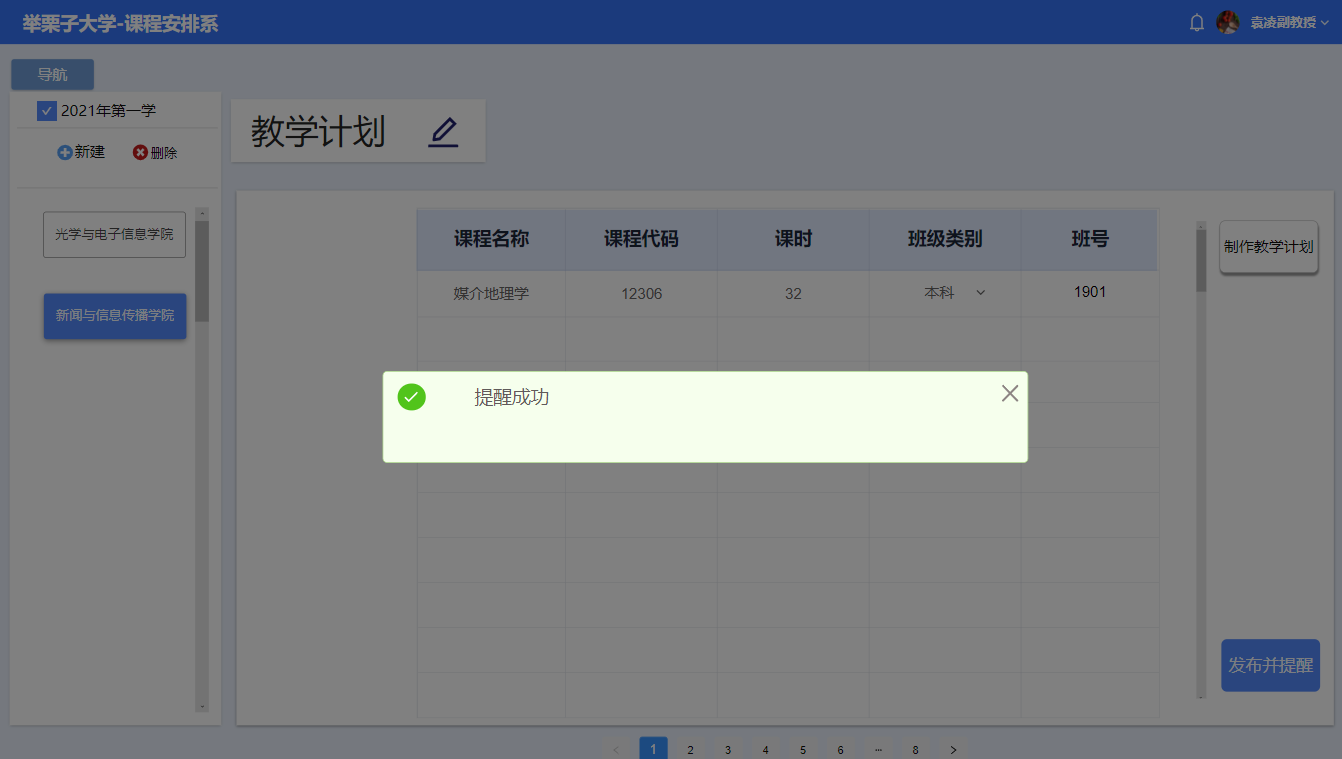 举栗子大学-课程安排系
袁凌副教授
导航
2021年第一学
新建 删除
教学计划
光学与电子信息学院
新闻与信息传播学院
课程名称 课程代码 课时 班级类别 班号
媒介地理学 12306 32 本科 1901
制作教学计划
提醒成功
发布并提醒
1 2 3 4 5 6 ··· 8